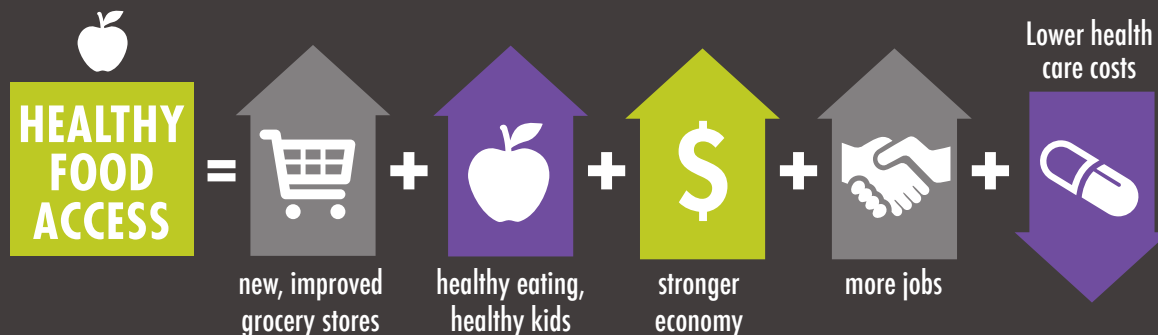 HEALTHY
FOOD
ACCESS
=
new, improved
grocery stores
+
healthy eating,
healthy kids
+
$
stronger
economy
+
more jobs
+
Lower health
care costs